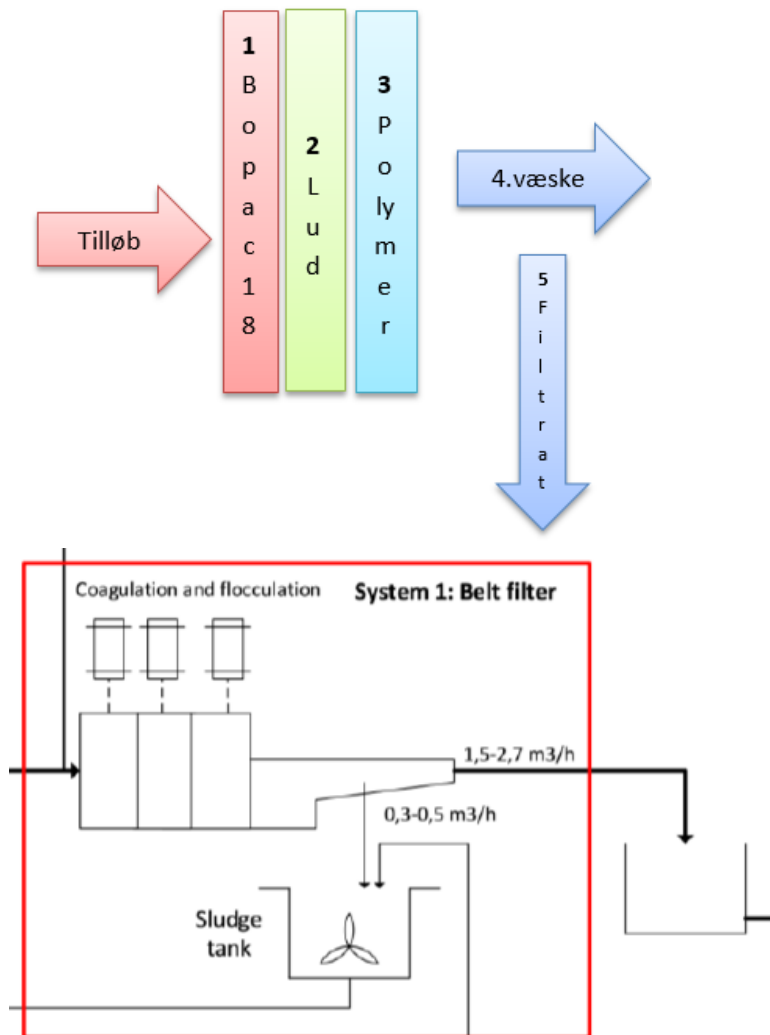 Tilløb
1
B
o
p
a
c
1
8
2
L
u
d
3
P
o
ly
m
e
r
4.væske
5
F
i
l
t
r
a
t
Coagulation and flocculation
System 1: Belt filter
1,5-2,7 m3/h
0,3-0,5 m3/h
Sludge
tank